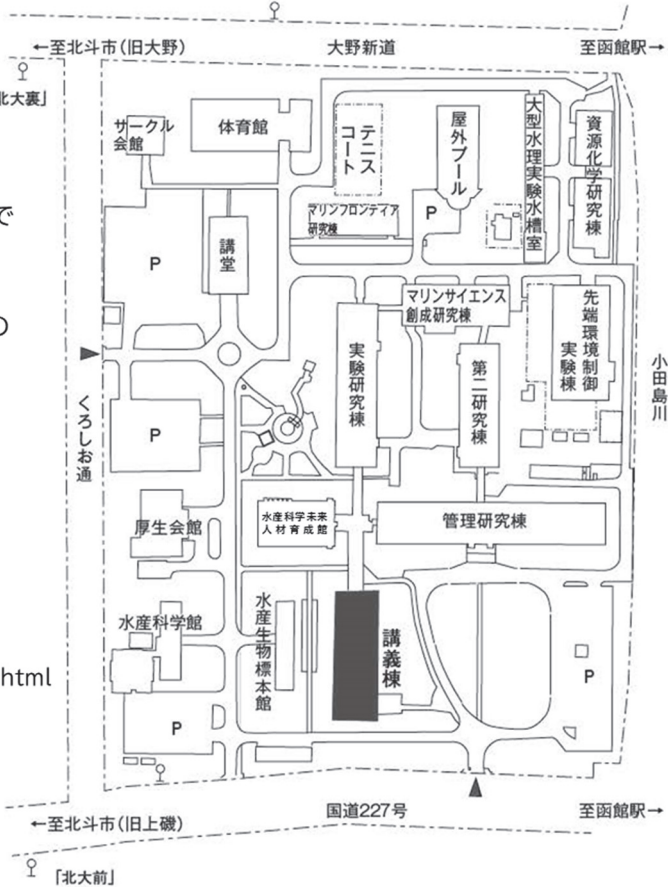 ←至北斗市(旧大野)
大野新道
至函館駅→
北大裏」
サークル
会館
体育館
テニス
コート
屋外プール
大型水理実験水槽室
資源化学研究棟
マリンフロンティア
研究棟
P
で
講堂
P
マリンサイエンス
創成研究棟
先端環境制御
実験棟
の
実験研究棟
第二研究棟
小田島川
くろしお通
P
水産科学未来
人材育成館
管理研究棟
厚生会館
水産科学館
水産生物標本館
講義棟
html
P
P
国道227号
←至北斗市(旧上磯)
至函館駅→
「北大前」